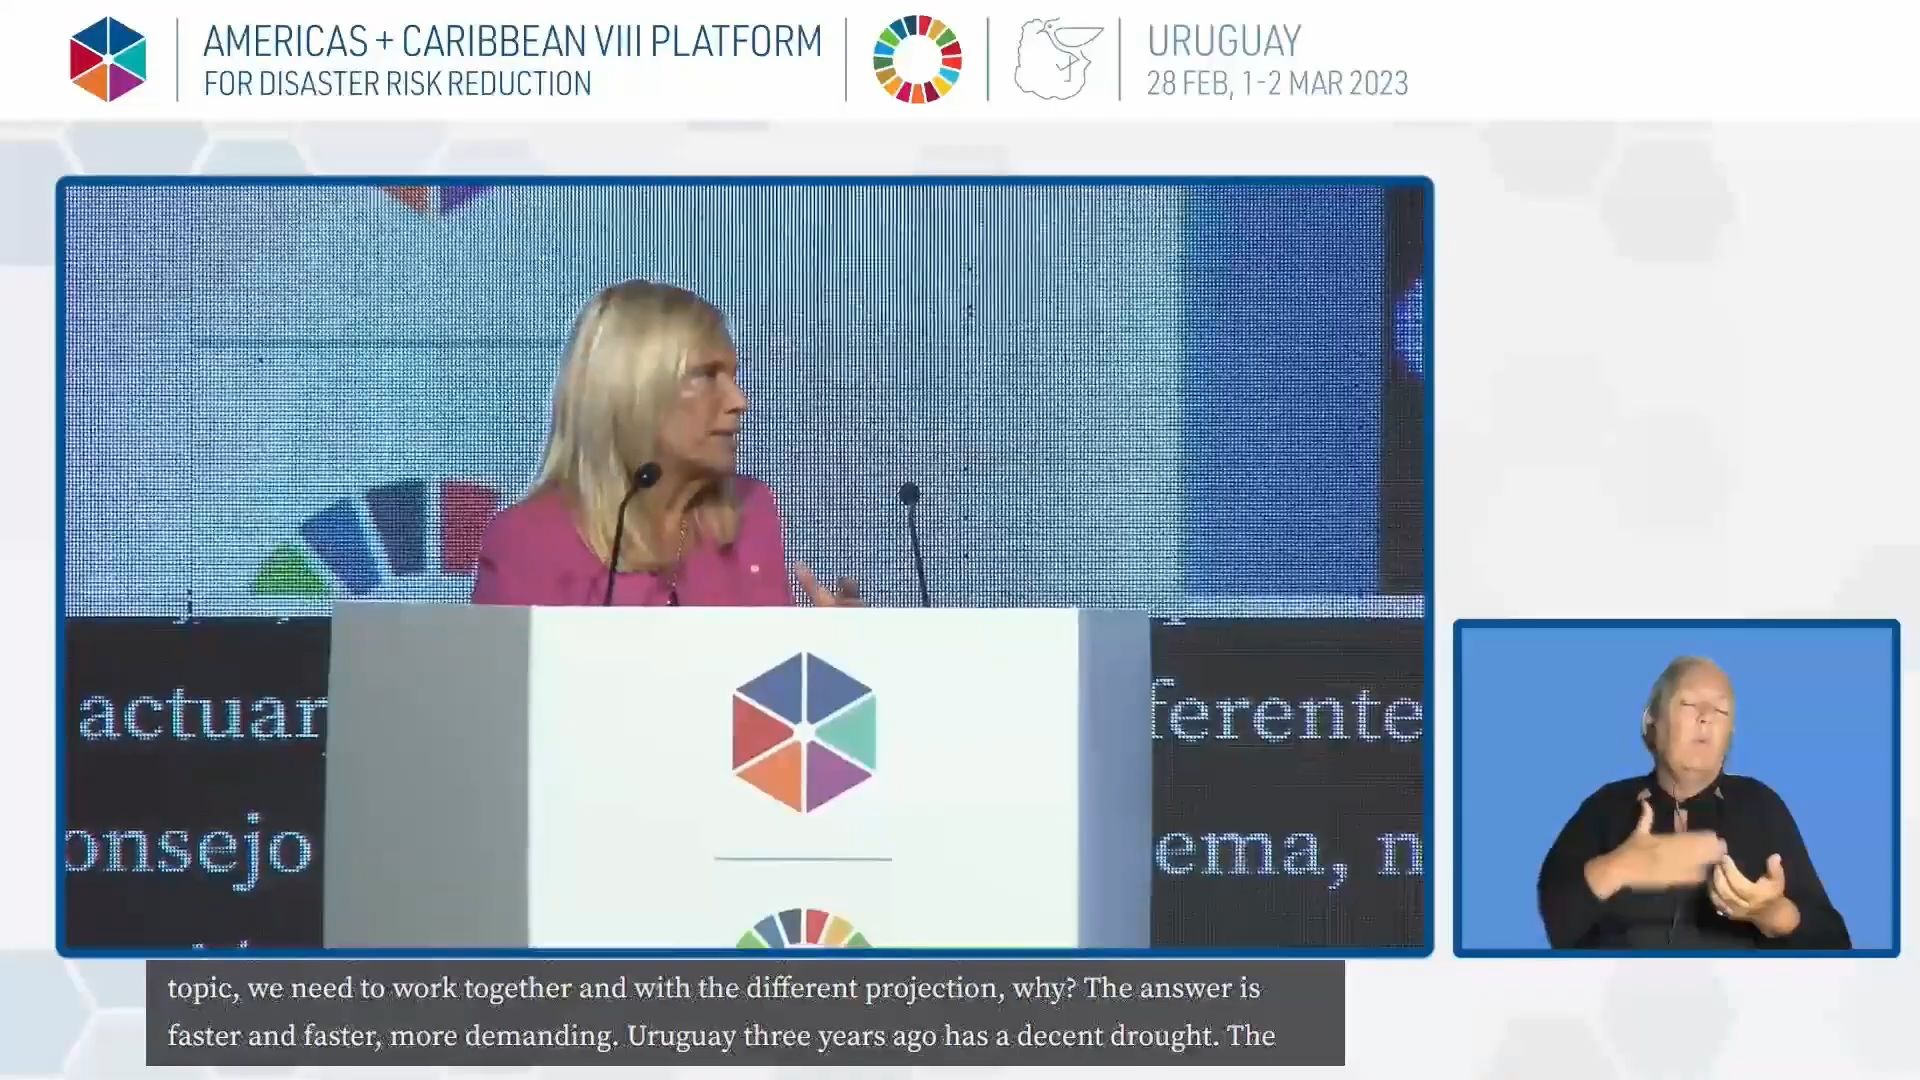 AMERICAS + CARIBBEAN VIII PLATFORM
FOR DISASTER RISK REDUCTION
URUGUAY
28 FEB, 1-2 MAR 2023
actuar
ferente
onsejo
ema, n
topic, we need to work together and with the different projection, why? The answer is
faster and faster, more demanding. Uruguay three years ago has a decent drought. The